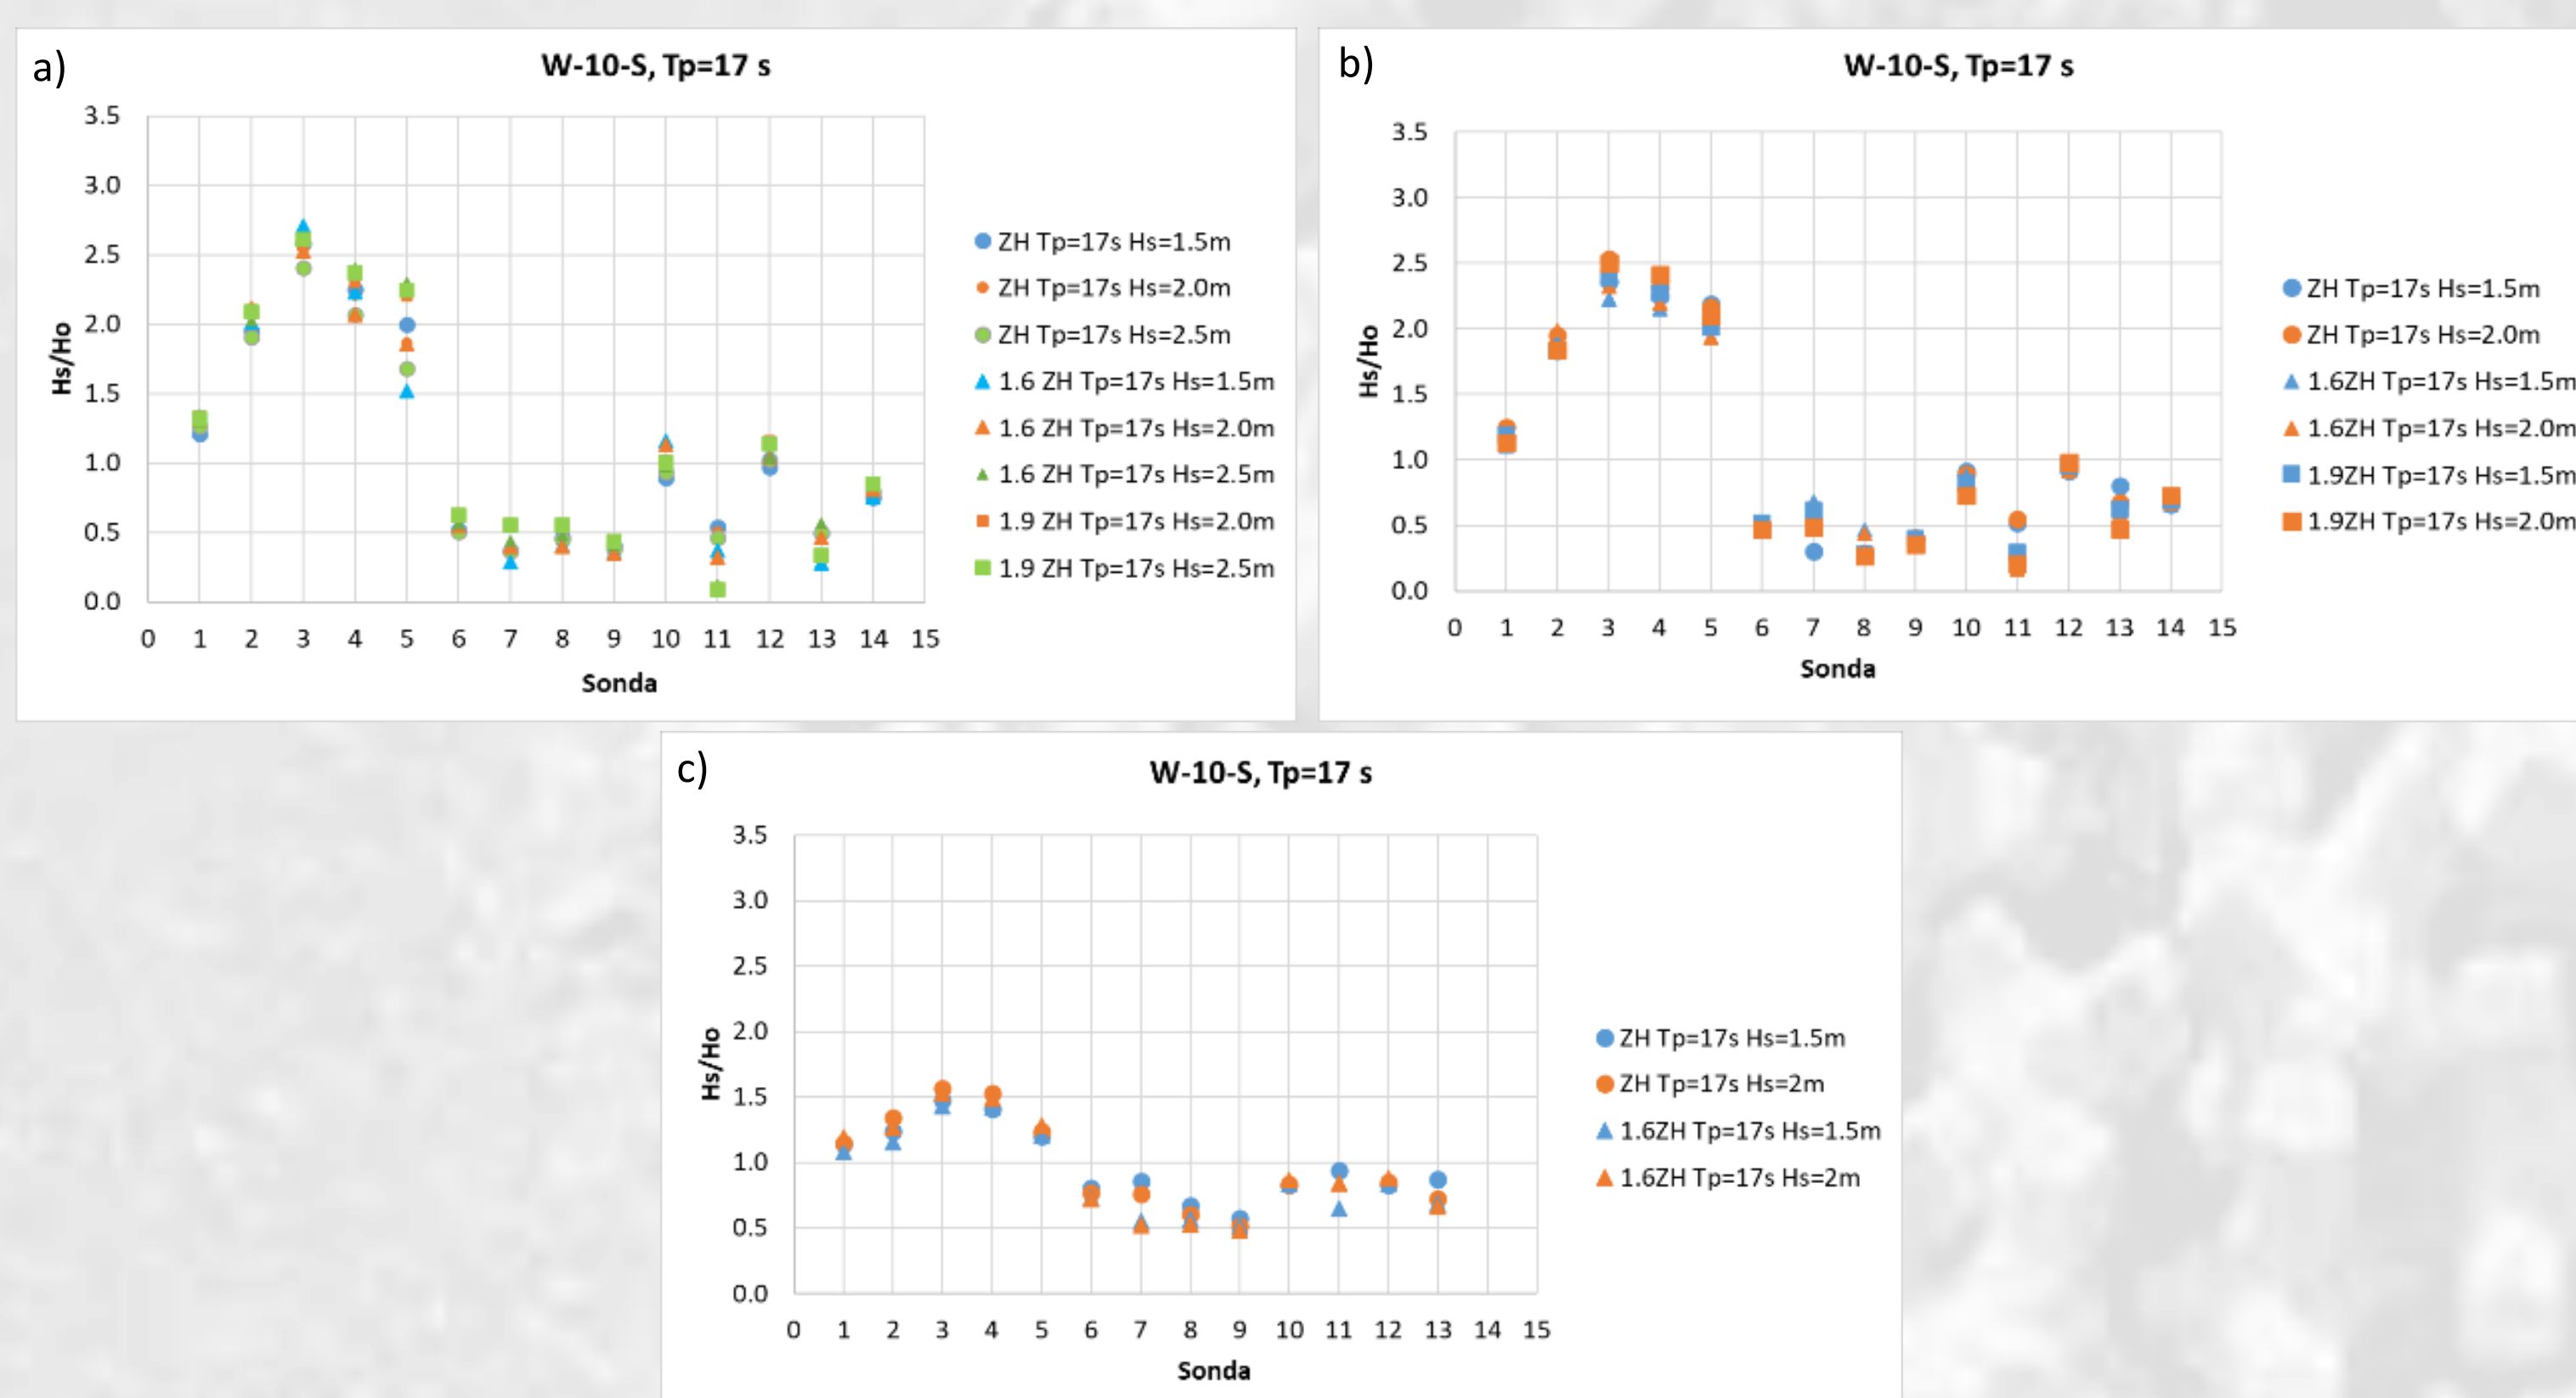 a)
W-10-S, Tp=17 s
3.5
3.0
2.5
2.0
1.5
1.0
0.5
0.0
Hs/Ho
0 1 2 3 4 5 6 7 8 9 10 11 12 13 14 15
Sonda
ZH Tp=17s Hs=1.5m
ZH Tp=17s Hs=2.0m
ZH Tp=17s Hs=2.5m
1.6 ZH Tp=17s Hs=1.5m
1.6 ZH Tp=17s Hs=2.0m
1.6 ZH Tp=17s Hs=2.5m
1.9 ZH Tp=17s Hs=2.0m
1.9 ZH Tp=17s Hs=2.5m
b)
W-10-S, Tp=17 s
3.5
3.0
2.5
2.0
1.5
1.0
0.5
0.0
Hs/Ho
0 1 2 3 4 5 6 7 8 9 10 11 12 13 14 15
Sonda
ZH Tp=17s Hs=1.5m
ZH Tp=17s Hs=2.0m
1.6ZH Tp=17s Hs=1.5m
1.6ZH Tp=17s Hs=2.0m
1.9ZH Tp=17s Hs=1.5m
1.9ZH Tp=17s Hs=2.0m
c)
W-10-S, Tp=17 s
3.5
3.0
2.5
2.0
1.5
1.0
0.5
0.0
Hs/Ho
0 1 2 3 4 5 6 7 8 9 10 11 12 13 14 15
Sonda
ZH Tp=17s Hs=1.5m
ZH Tp=17s Hs=2m
1.6ZH Tp=17s Hs=1.5m
1.6ZH Tp=17s Hs=2m